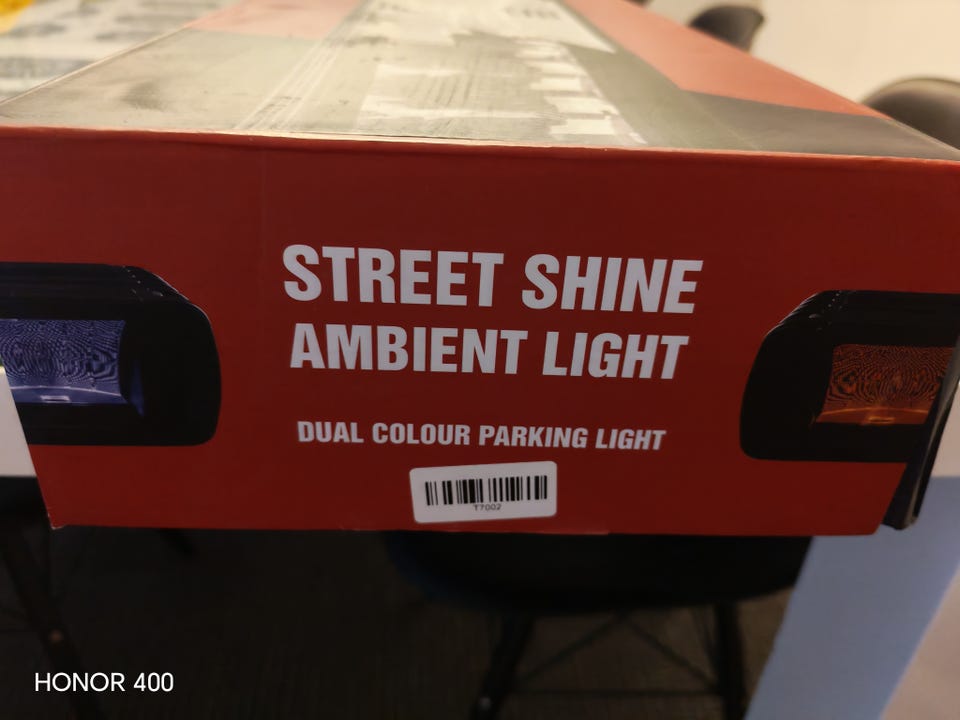 STREET SHINE
AMBIENT LIGHT
DUAL COLOUR PARKING LIGHT
T7002
HONOR 400